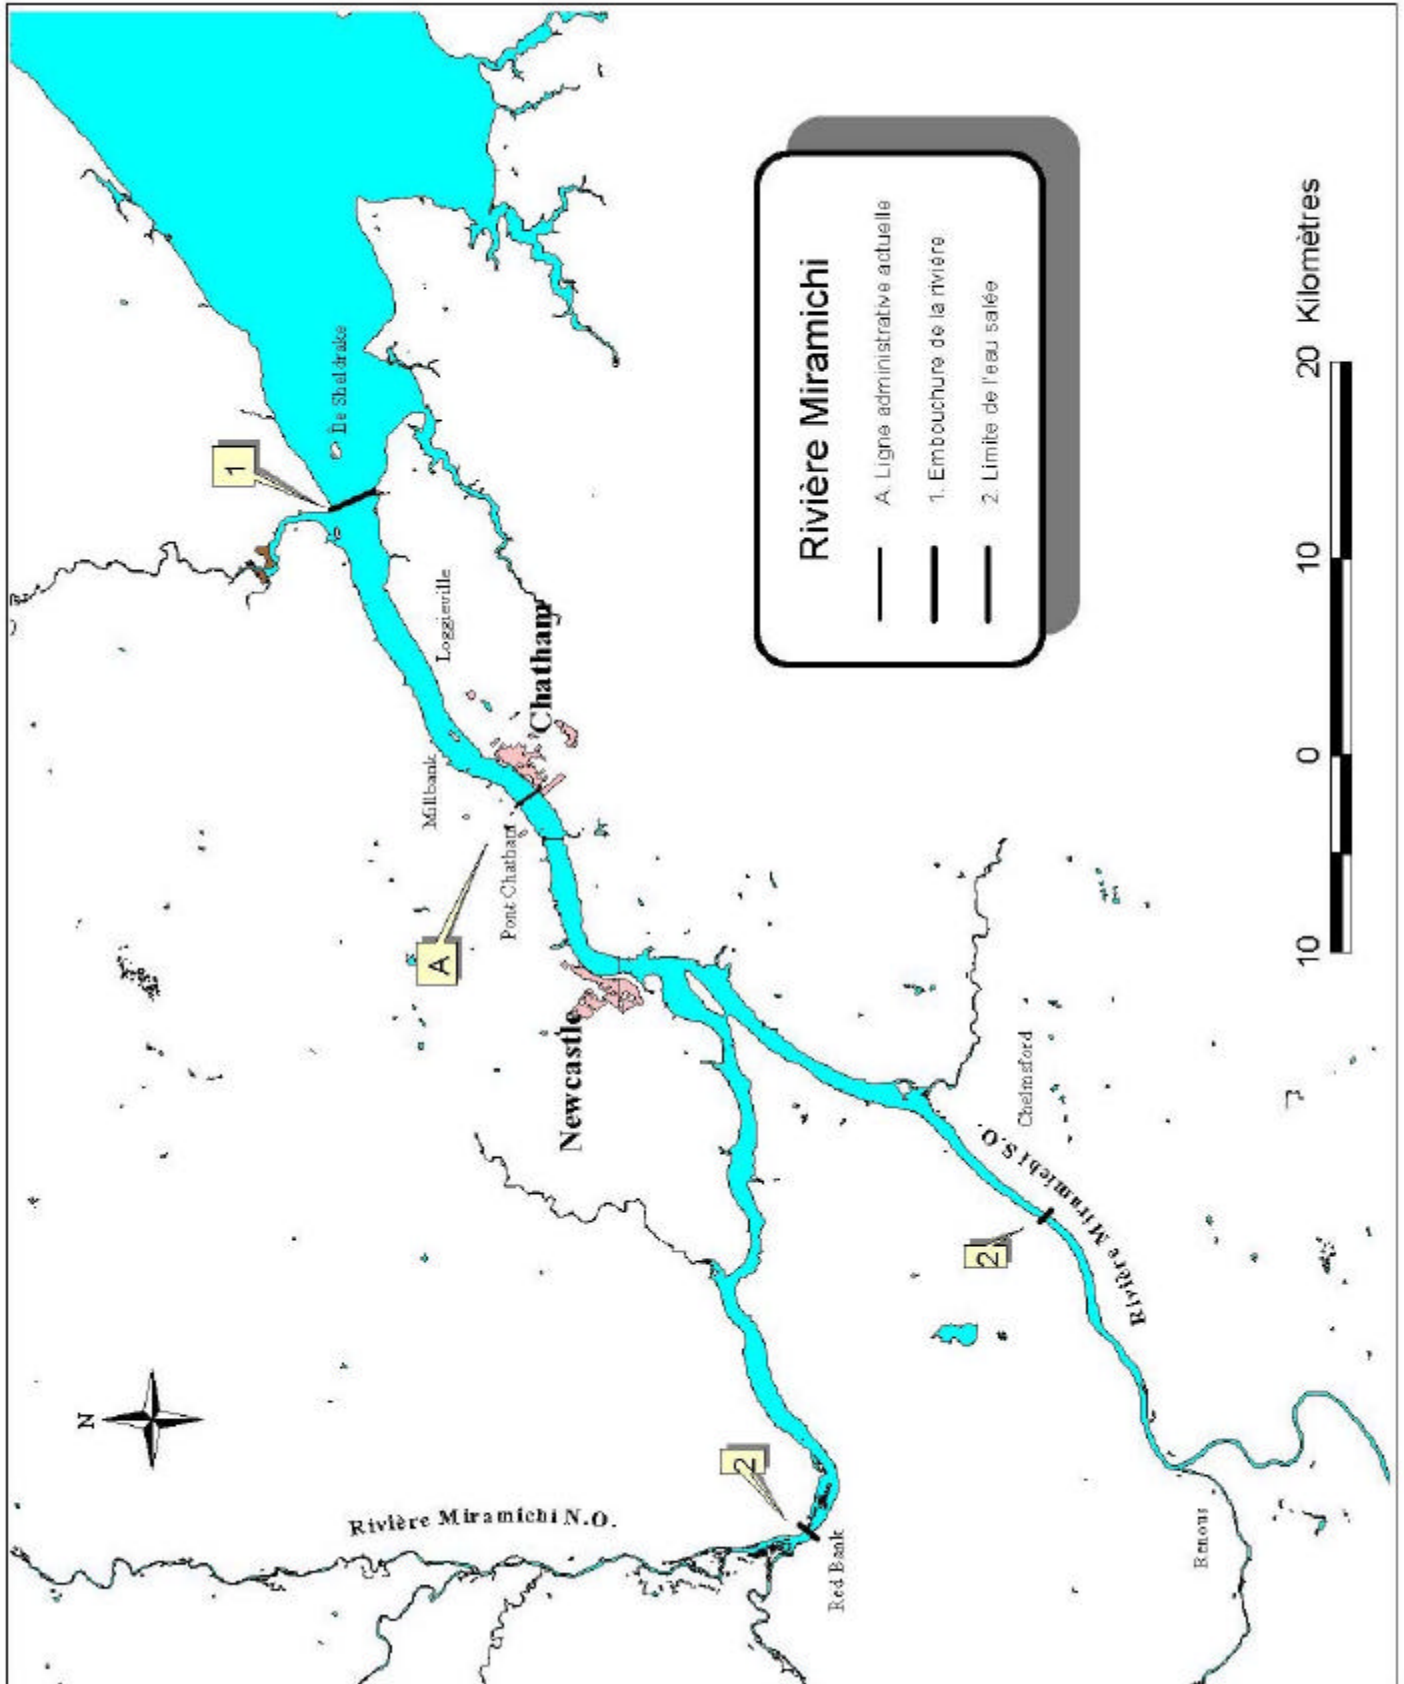 Île Sheldrake
1
Loggieville
Chatham
Millbank
Pont Chatham
A
Newcastle
Chelmsford
Rivière Miramichi S.O.
2
N
2
Rivière Miramichi N.O.
Red Bank
Renous
Rivière Miramichi
A. Ligne administrative actuelle
1. Embouchure de la rivière
2. Limite de l'eau salée
10 0 10 20 Kilomètres